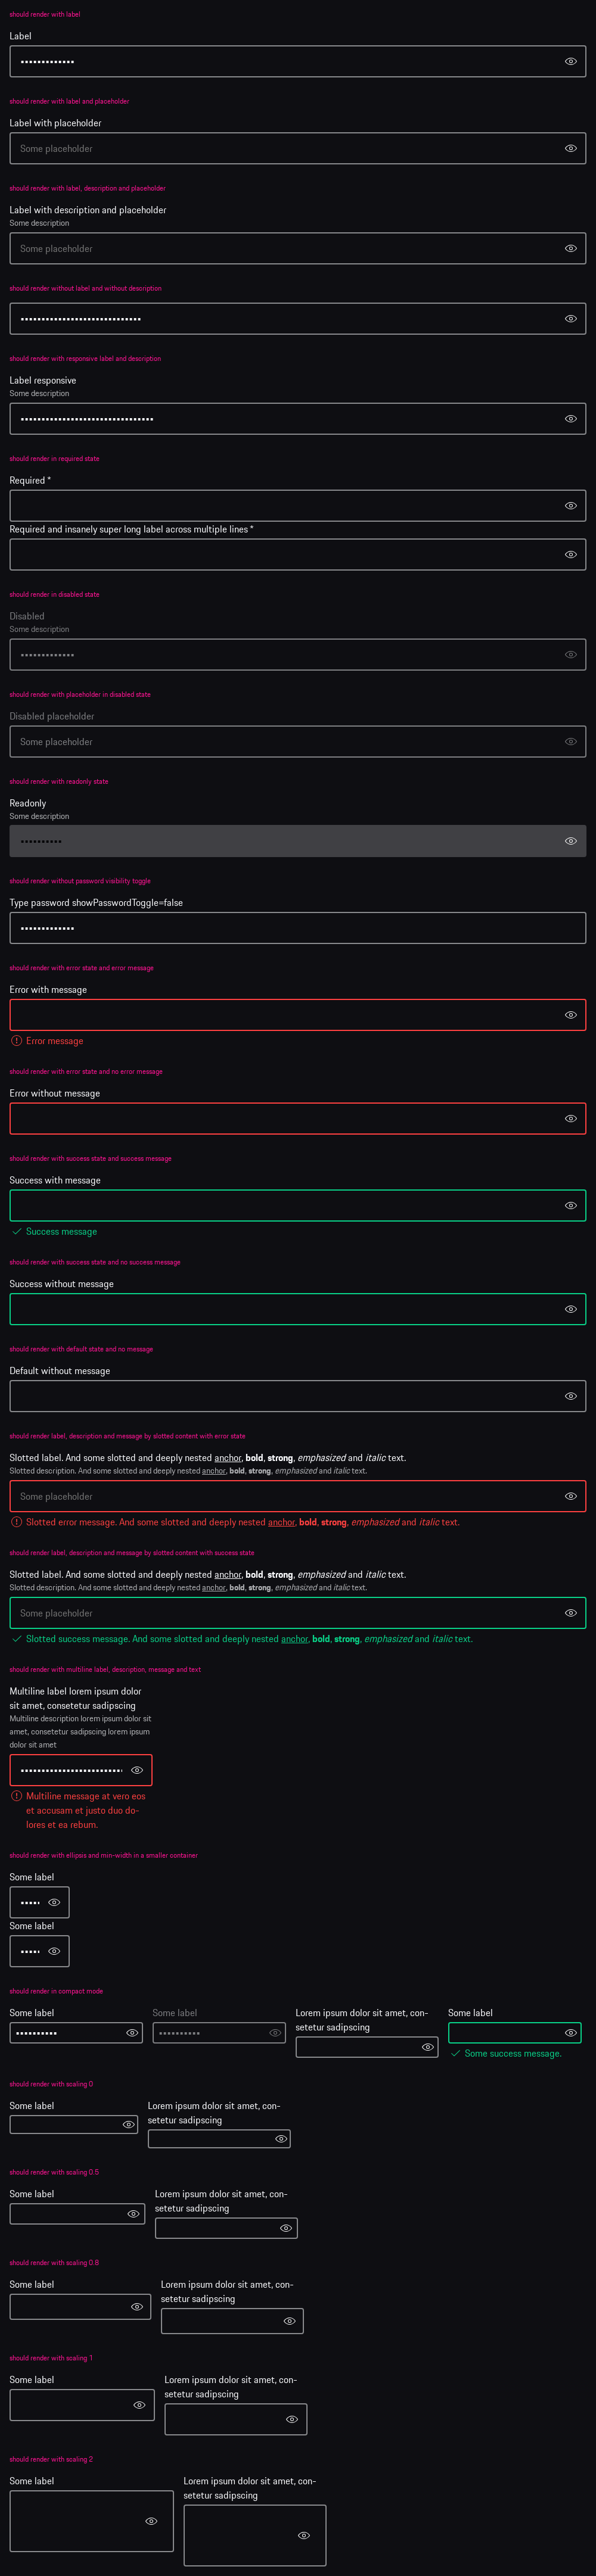 should render with label
Label
•••••••••••••
should render with label and placeholder
Label with placeholder
Some placeholder
should render with label, description and placeholder
Label with description and placeholder
Some description
Some placeholder
should render without label and without description
•••••••••••••••••••••••••••••
should render with responsive label and description
Label responsive
Some description
••••••••••••••••••••••••••••••••
should render in required state
Required *
Required and insanely super long label across multiple lines *
should render in disabled state
Disabled
Some description
•••••••••••••
should render with placeholder in disabled state
Disabled placeholder
Some placeholder
should render with readonly state
Readonly
Some description
••••••••••
should render without password visibility toggle
Type password showPasswordToggle=false
•••••••••••••
should render with error state and error message
Error with message
Error message
should render with error state and no error message
Error without message
should render with success state and success message
Success with message
Success message
should render with success state and no success message
Success without message
should render with default state and no message
Default without message
should render label, description and message by slotted content with error state
Slotted label. And some slotted and deeply nested anchor, bold, strong, emphasized and italic text.
Slotted description. And some slotted and deeply nested anchor, bold, strong, emphasized and italic text.
Some placeholder
Slotted error message. And some slotted and deeply nested anchor, bold, strong, emphasized and italic text.
should render label, description and message by slotted content with success state
Slotted label. And some slotted and deeply nested anchor, bold, strong, emphasized and italic text.
Slotted description. And some slotted and deeply nested anchor, bold, strong, emphasized and italic text.
Some placeholder
Slotted success message. And some slotted and deeply nested anchor, bold, strong, emphasized and italic text.
should render with multiline label, description, message and text
Multiline label lorem ipsum dolor
sit amet, consetetur sadipscing
Multiline description lorem ipsum dolor sit
amet, consetetur sadipscing lorem ipsum
dolor sit amet
•••••••••••••••••••••••••
Multiline message at vero eos
et accusam et justo duo do-
lores et ea rebum.
should render with ellipsis and min-width in a smaller container
Some label
•••••
Some label
•••••
should render in compact mode
Some label
••••••••••
Some label
••••••••••
Lorem ipsum dolor sit amet, con-
setetur sadipscing
Some label
Some success message.
should render with scaling 0
Some label
Lorem ipsum dolor sit amet, con-
setetur sadipscing
should render with scaling 0.5
Some label
Lorem ipsum dolor sit amet, con-
setetur sadipscing
should render with scaling 0.8
Some label
Lorem ipsum dolor sit amet, con-
setetur sadipscing
should render with scaling 1
Some label
Lorem ipsum dolor sit amet, con-
setetur sadipscing
should render with scaling 2
Some label
Lorem ipsum dolor sit amet, con-
setetur sadipscing